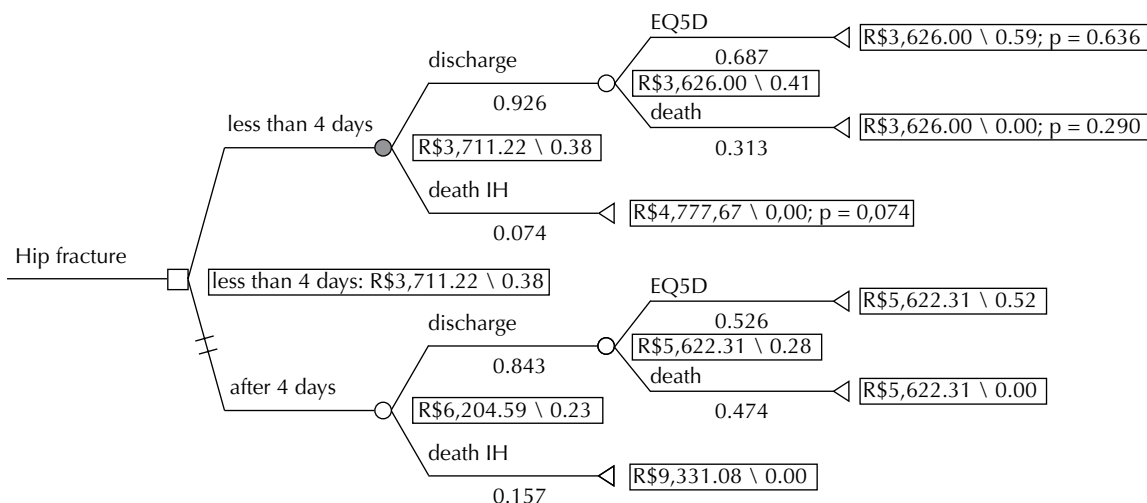 EQ5D
R$3,626.00 \ 0.59; p = 0.636
0.687
discharge
R$3,626.00 \ 0.41
0.926
death
R$3,626.00 \ 0.00; p = 0.290
less than 4 days
0.313
R$3,711.22 \ 0.38
death IH
R$4,777,67 \ 0,00; p = 0,074
0.074
Hip fracture
less than 4 days: R$3,711.22 \ 0.38
EQ5D
R$5,622.31 \ 0.52
0.526
discharge
R$5,622.31 \ 0.28
0.843
death
R$5,622.31 \ 0.00
after 4 days
0.474
R$6,204.59 \ 0.23
death IH
R$9,331.08 \ 0.00
0.157